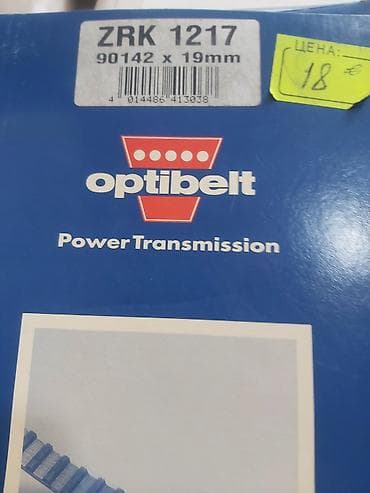 ZRK 1217
90142 x 19mm
4 014486 413038
ЦЕНА:
18 €
optibelt
Power Transmission